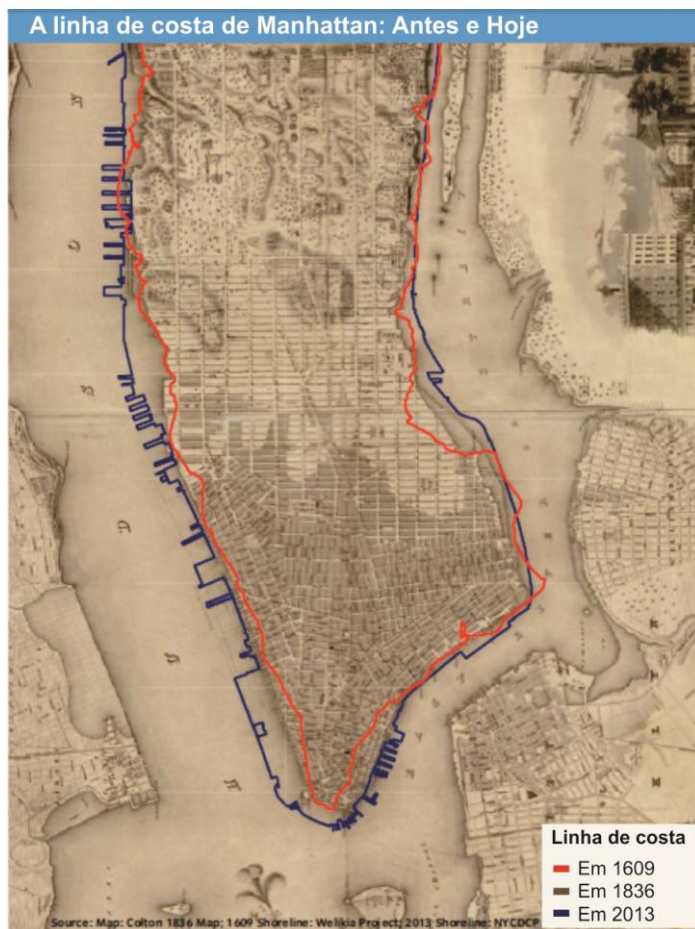 A linha de costa de Manhattan: Antes e Hoje
Linha de costa
Em 1609
Em 1836
Em 2013
Source: Map: Colton 1836 Map; 1609 Shoreline: Welikia Project; 2013 Shoreline: NYCDCP